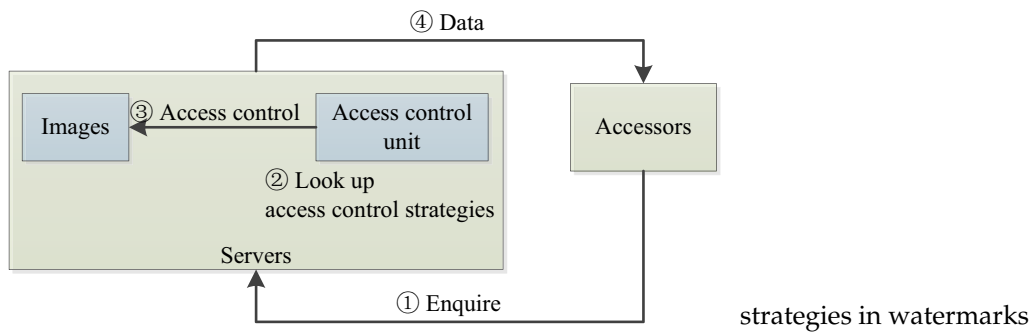 ④ Data
Images
③ Access control
Access control
unit
Accessors
② Look up
access control strategies
Servers
① Enquire
strategies in watermarks